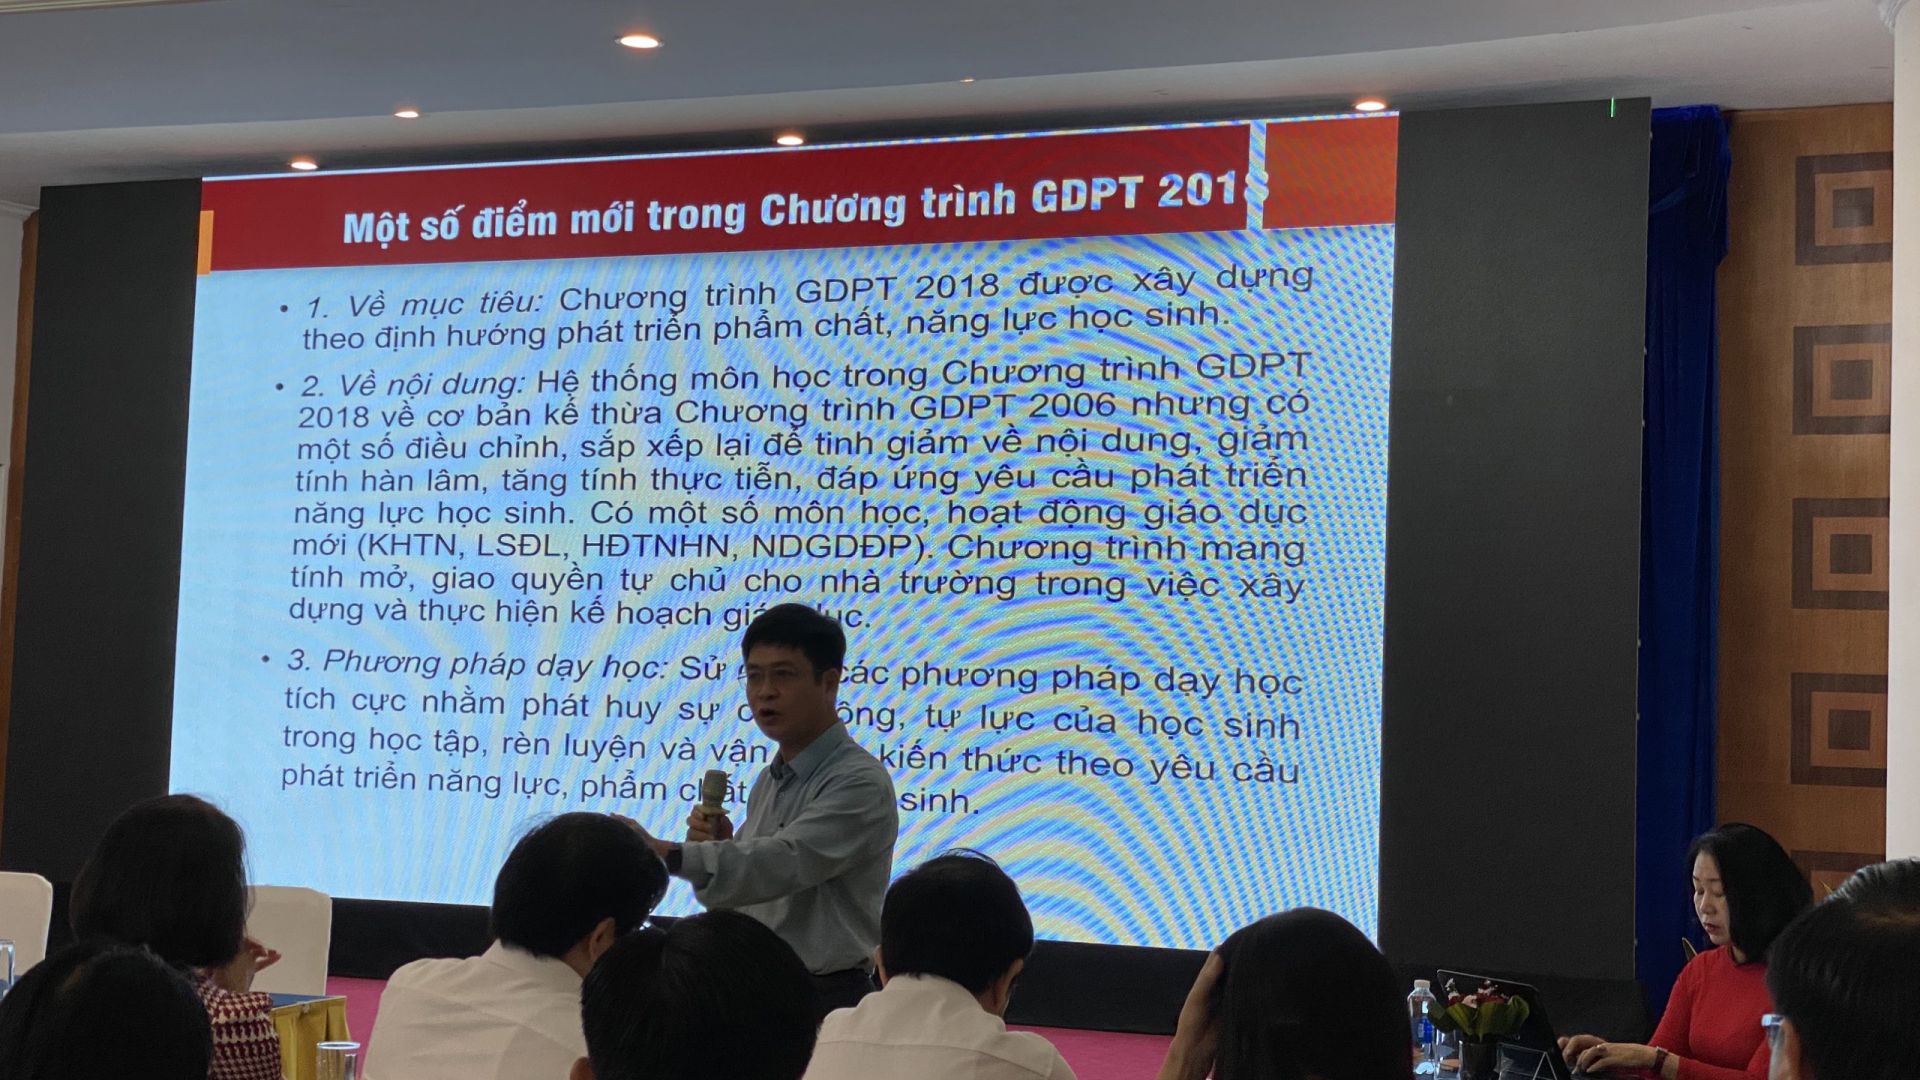 Một số điểm mới trong Chương trình GDPT 2018
• 1. Về mục tiêu: Chương trình GDPT 2018 được xây dựng
theo định hướng phát triển phẩm chất, năng lực học sinh.
• 2. Về nội dung: Hệ thống môn học trong Chương trình GDPT
2018 về cơ bản kế thừa Chương trình GDPT 2006 nhưng có
một số điều chỉnh, sắp xếp lại để tinh giảm về nội dung, giảm
tính hàn lâm, tăng tính thực tiễn, đáp ứng yêu cầu phát triển
năng lực học sinh. Có một số môn học, hoạt động giáo dục
mới (KHTN, LSĐL, HĐTNHN, NDGDĐP). Chương trình mang
tính mở, giao quyền tự chủ cho nhà trường trong việc xây
dựng và thực hiện kế hoạch
• 3. Phương pháp dạy học: Sử các phương pháp dạy học
tích cực nhằm phát huy sự tự lực của học sinh
trong học tập, rèn luyện và vận kiến thức theo yêu cầu
phát triển năng lực, phẩm chất sinh.